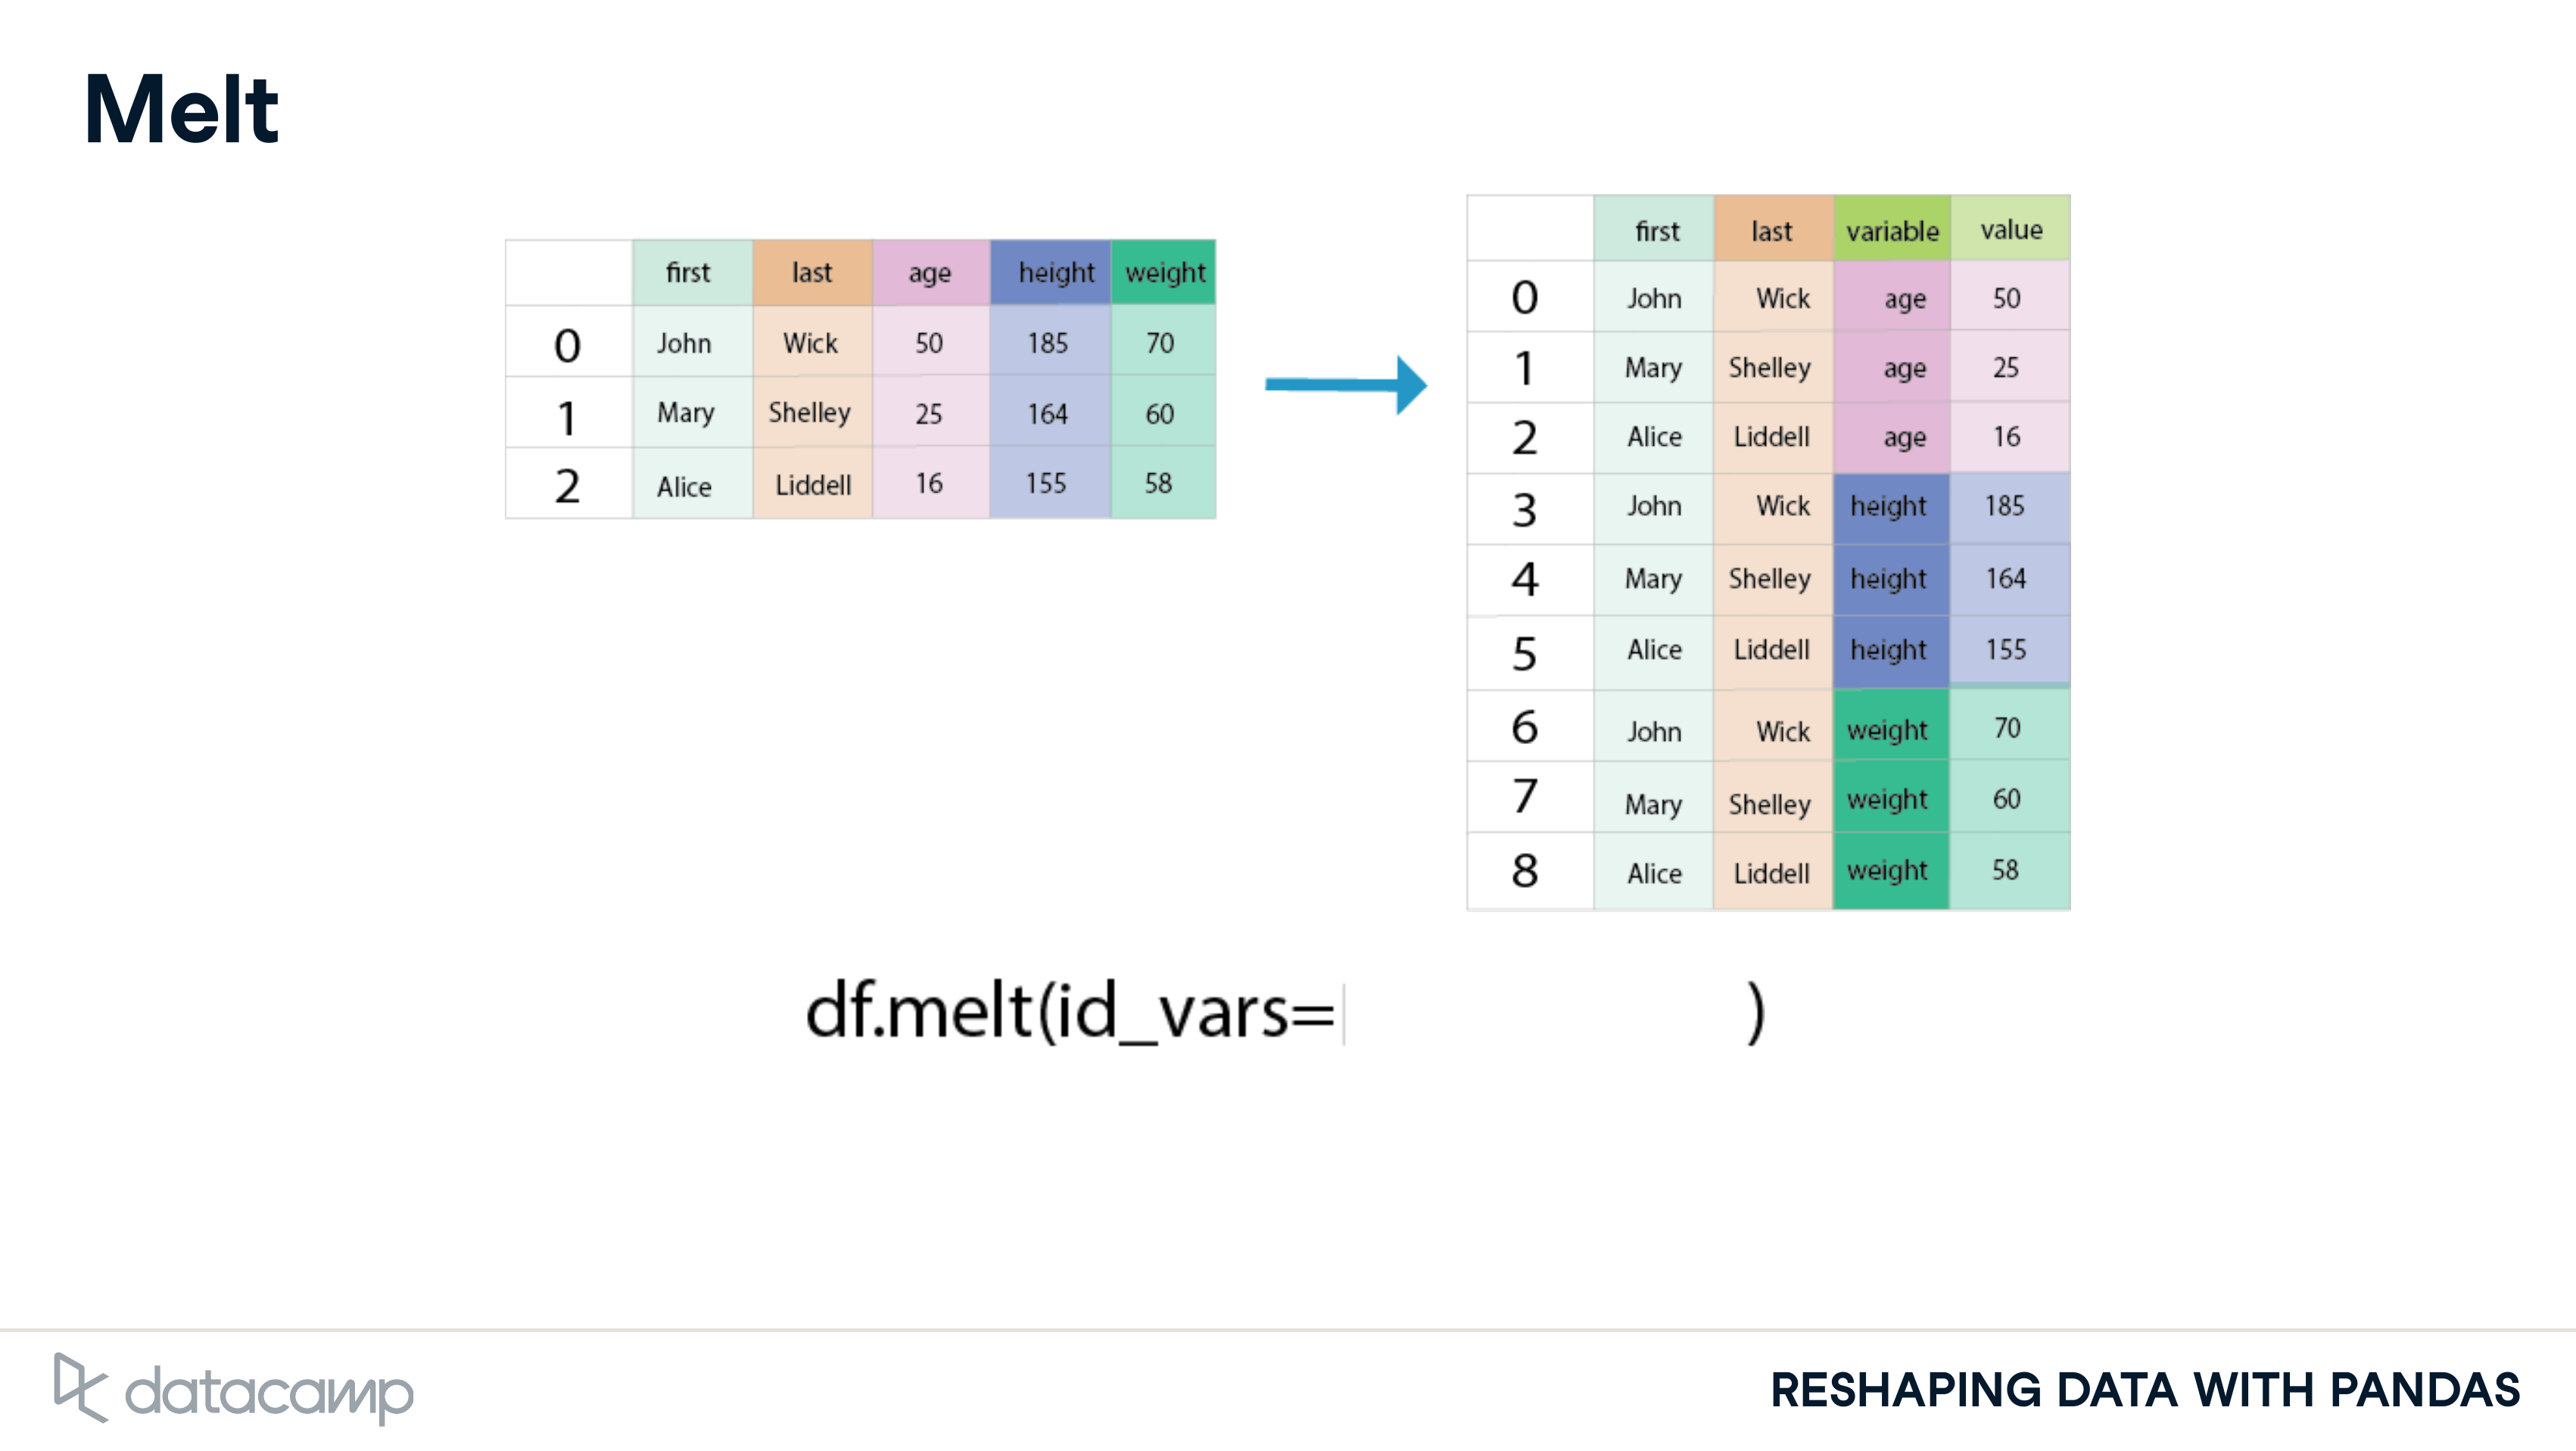 Melt
first last age height weight
0 John Wick 50 185 70
1 Mary Shelley 25 164 60
2 Alice Liddell 16 155 58
first last variable value
0 John Wick age 50
1 Mary Shelley age 25
2 Alice Liddell age 16
3 John Wick height 185
4 Mary Shelley height 164
5 Alice Liddell height 155
6 John Wick weight 70
7 Mary Shelley weight 60
8 Alice Liddell weight 58
df.melt(id_vars= )
datacamp
RESHAPING DATA WITH PANDAS